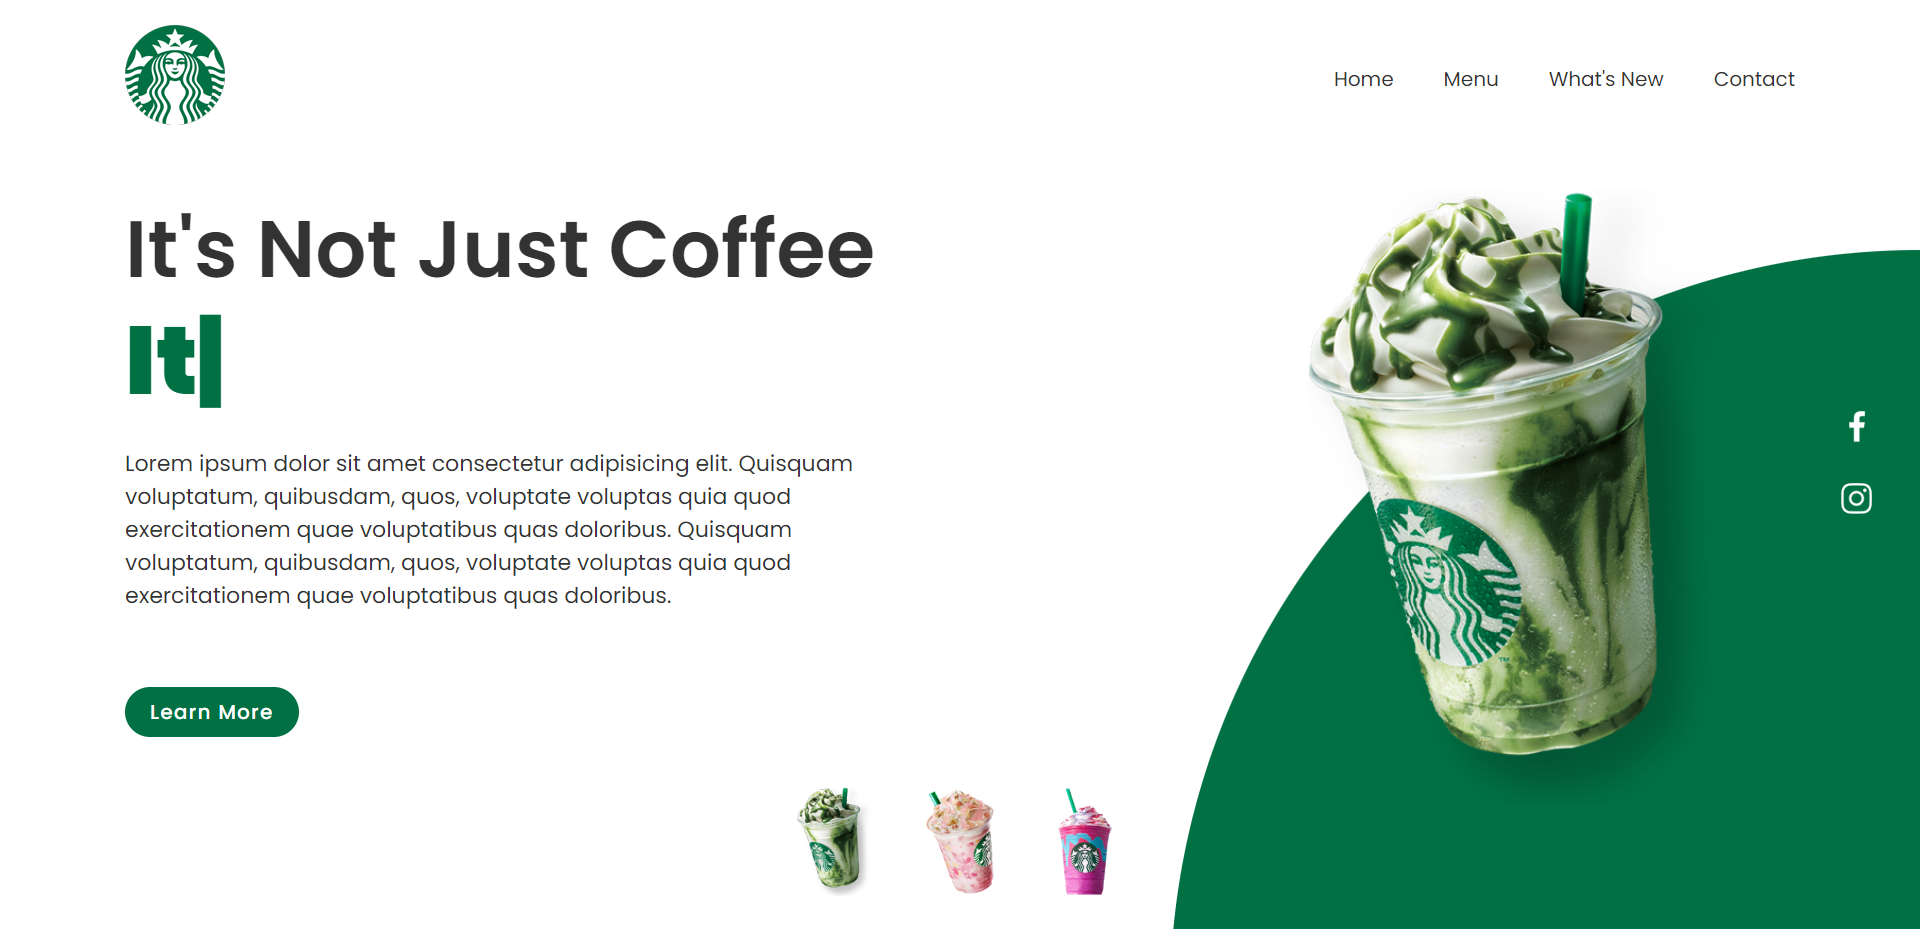 Home Menu What's New Contact
It's Not Just Coffee
It|
Lorem ipsum dolor sit amet consectetur adipisicing elit. Quisquam
voluptatum, quibusdam, quos, voluptate voluptas quia quod
exercitationem quae voluptatibus quas doloribus. Quisquam
voluptatum, quibusdam, quos, voluptate voluptas quia quod
exercitationem quae voluptatibus quas doloribus.
Learn More
TM